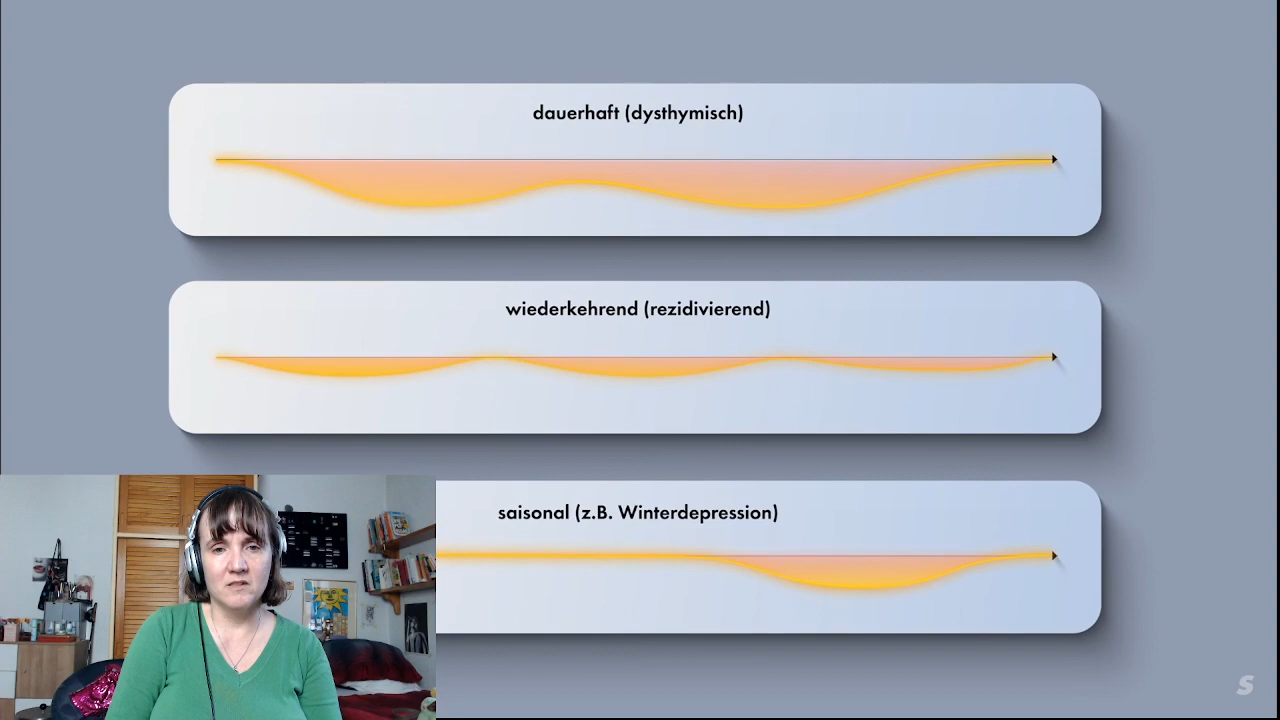 dauerhaft (dysthymisch)
wiederkehrend (rezidivierend)
saisonal (z.B. Winterdepression)
S